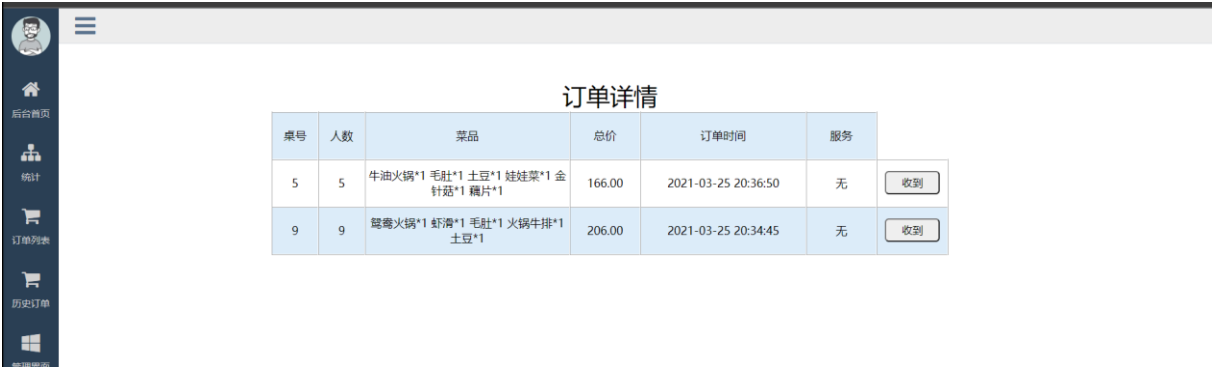 后台首页
统计
订单列表
历史订单
管理界面
订单详情
桌号 人数 菜品 总价 订单时间 服务
5 5 牛油火锅*1 毛肚*1 土豆*1 娃娃菜*1 金 166.00 2021-03-25 20:36:50 无 收到
针菇*1 藕片*1
9 9 鸳鸯火锅*1 虾滑*1 毛肚*1 火锅牛排*1 206.00 2021-03-25 20:34:45 无 收到
土豆*1